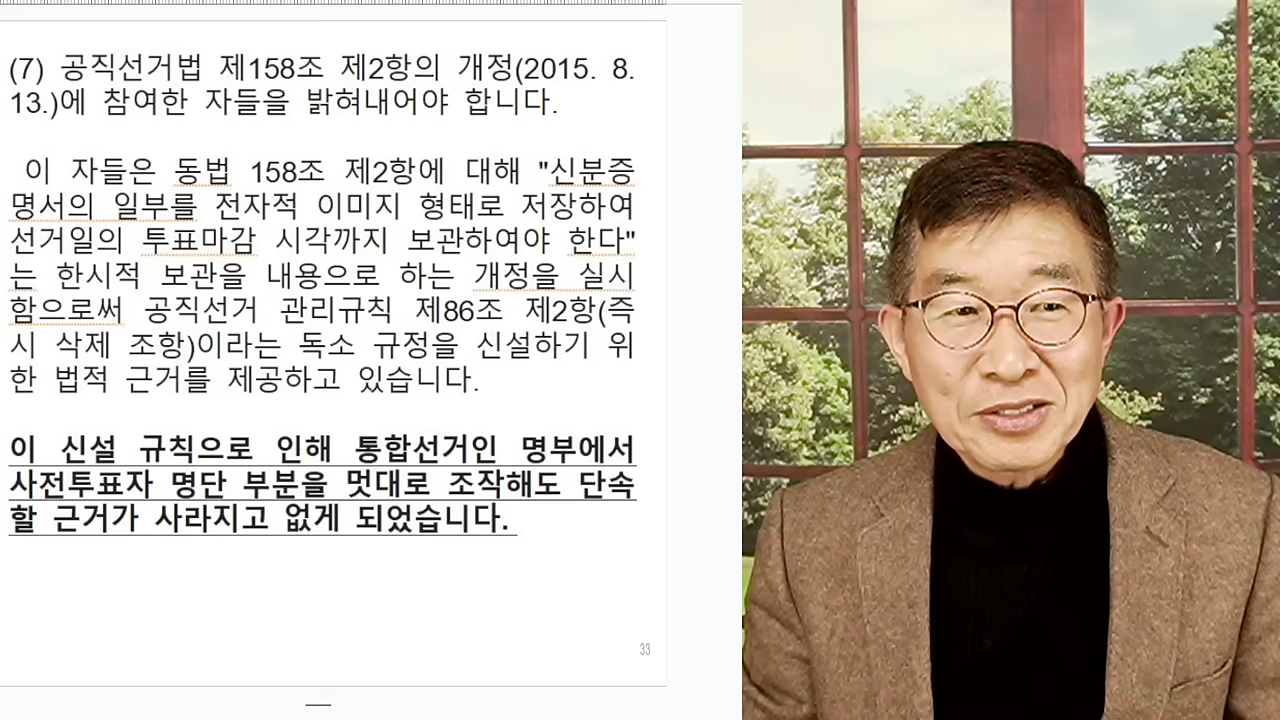 (7) 공직선거법 제158조 제2항의 개정(2015. 8.
13.)에 참여한 자들을 밝혀내어야 합니다.
이 자들은 동법 158조 제2항에 대해 "신분증
명서의 일부를 전자적 이미지 형태로 저장하여
선거일의 투표마감 시각까지 보관하여야 한다"
는 한시적 보관을 내용으로 하는 개정을 실시
함으로써 공직선거 관리규칙 제86조 제2항(즉
시 삭제 조항)이라는 독소 규정을 신설하기 위
한 법적 근거를 제공하고 있습니다.
이 신설 규칙으로 인해 통합선거인 명부에서
사전투표자 명단 부분을 멋대로 조작해도 단속
할 근거가 사라지고 없게 되었습니다.
33